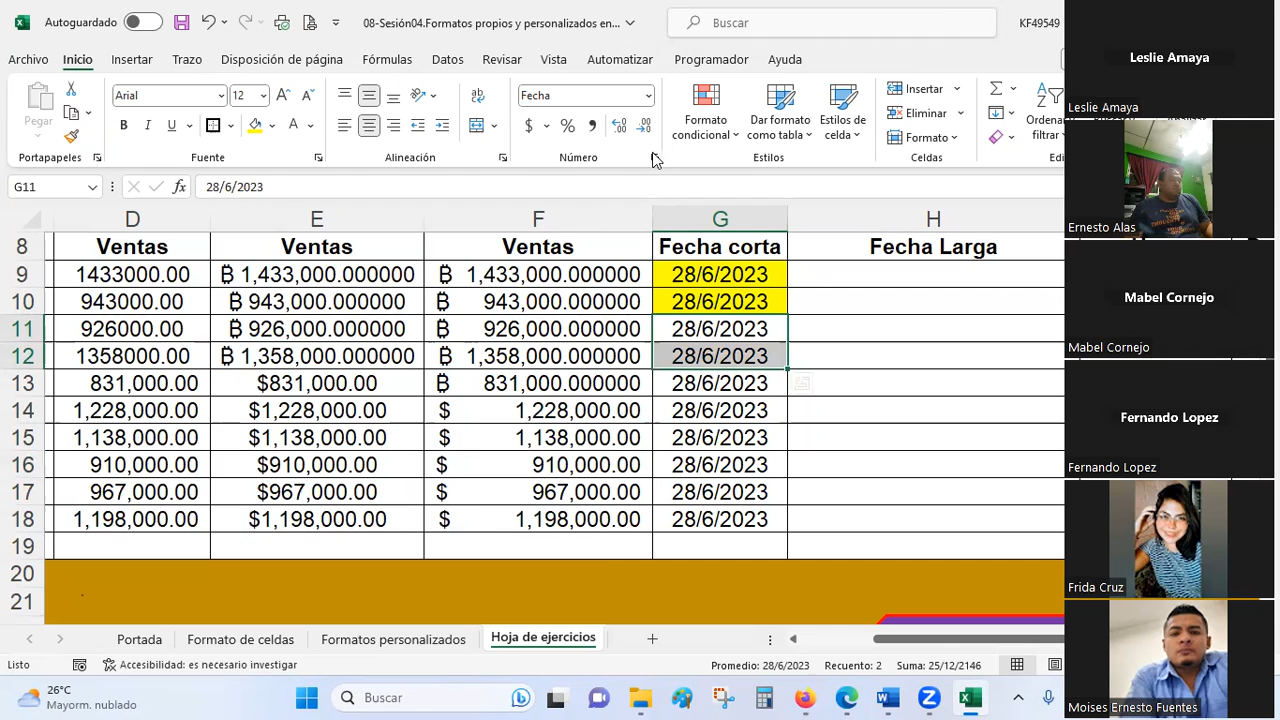 Autoguardado
08-Sesión04.Formatos propios y personalizados en...
Buscar
KF49549
Archivo Inicio Insertar Trazo Disposición de página Fórmulas Datos Revisar Vista Automatizar Programador Ayuda
Pegar
Arial 12
N K S A
Fecha
$ % 000
Formato condicional
Dar formato como tabla
Estilos de celda
Insertar
Eliminar
Formato
Ordenar
filtrar
Portapapeles Fuente Alineación Número Estilos Celdas Edi
G11 fx 28/6/2023
D E F G H
8 Ventas Ventas Ventas Fecha corta Fecha Larga
9 1433000.00 ₿ 1,433,000.000000 ₿ 1,433,000.000000 28/6/2023
10 943000.00 ₿ 943,000.000000 ₿ 943,000.000000 28/6/2023
11 926000.00 ₿ 926,000.000000 ₿ 926,000.000000 28/6/2023
12 1358000.00 ₿ 1,358,000.000000 ₿ 1,358,000.000000 28/6/2023
13 831,000.00 $831,000.00 ₿ 831,000.000000 28/6/2023
14 1,228,000.00 $1,228,000.00 $ 1,228,000.00 28/6/2023
15 1,138,000.00 $1,138,000.00 $ 1,138,000.00 28/6/2023
16 910,000.00 $910,000.00 $ 910,000.00 28/6/2023
17 967,000.00 $967,000.00 $ 967,000.00 28/6/2023
18 1,198,000.00 $1,198,000.00 $ 1,198,000.00 28/6/2023
19
20
21
Portada Formato de celdas Formatos personalizados Hoja de ejercicios
Listo Accesibilidad: es necesario investigar Promedio: 28/6/2023 Recuento: 2 Suma: 25/12/2146
26°C
Mayorm. nublado
Buscar
Leslie Amaya
Leslie Amaya
Ernesto Alas
Mabel Cornejo
Mabel Cornejo
Fernando Lopez
Fernando Lopez
Frida Cruz
Moises Ernesto Fuentes